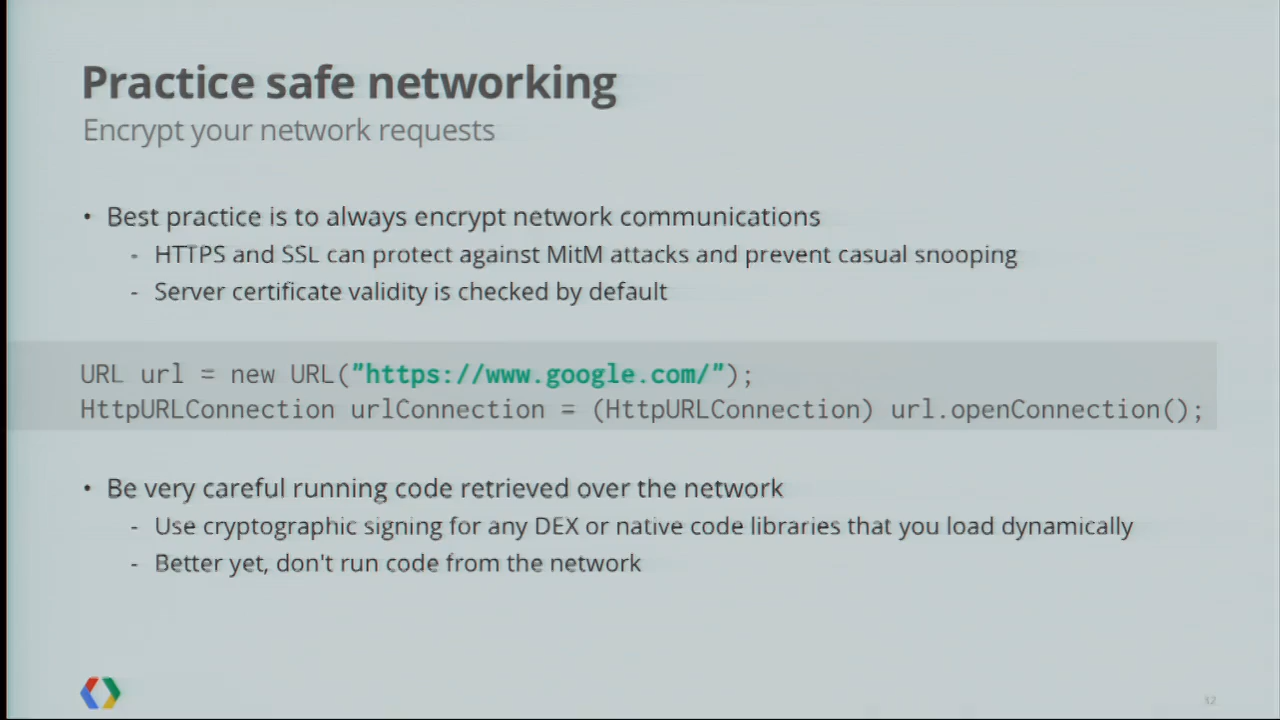 Practice safe networking
Encrypt your network requests
• Best practice is to always encrypt network communications
- HTTPS and SSL can protect against MitM attacks and prevent casual snooping
- Server certificate validity is checked by default
URL url = new URL("https://www.google.com/");
HttpURLConnection urlConnection = (HttpURLConnection) url.openConnection();
• Be very careful running code retrieved over the network
- Use cryptographic signing for any DEX or native code libraries that you load dynamically
- Better yet, don't run code from the network